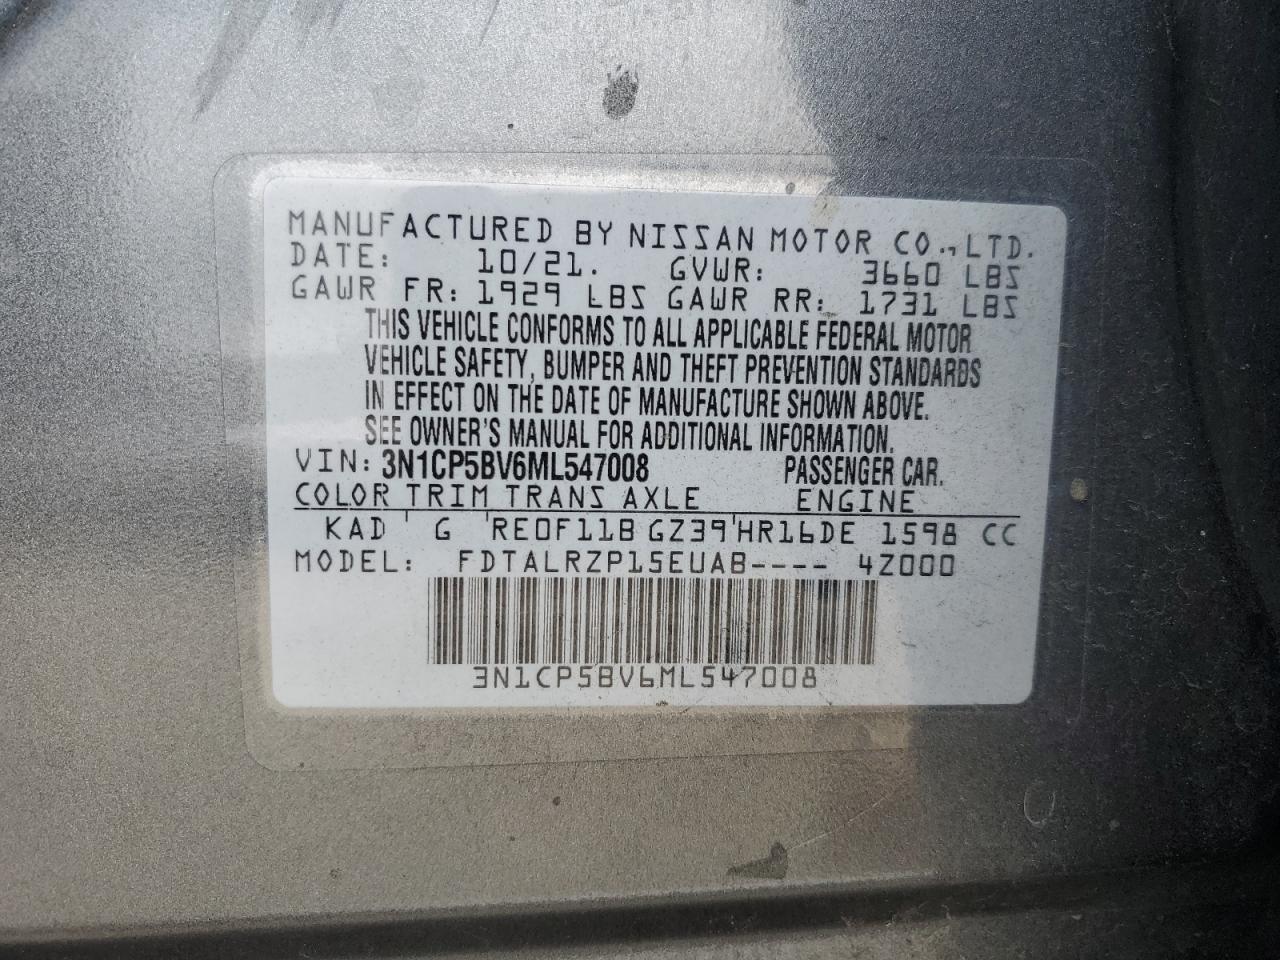 MANUFACTURED BY NISSAN MOTOR CO.,LTD.
DATE: 10/21. GVWR: 3660 LBS
GAWR FR: 1929 LBS GAWR RR: 1731 LBS
THIS VEHICLE CONFORMS TO ALL APPLICABLE FEDERAL MOTOR
VEHICLE SAFETY, BUMPER AND THEFT PREVENTION STANDARDS
IN EFFECT ON THE DATE OF MANUFACTURE SHOWN ABOVE.
SEE OWNER'S MANUAL FOR ADDITIONAL INFORMATION.
VIN: 3N1CP5BV6ML547008 PASSENGER CAR.
COLOR TRIM TRANS AXLE ENGINE
KAD G RE0F11B GZ39 HR16DE 1598 CC
MODEL: FDTALRZP15EUAB---- 4Z000
3N1CP5BV6ML547008